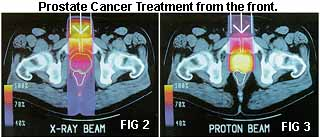 Prostate Cancer Treatment from the front.
100%
70%
40%
X-RAY BEAM
FIG 2
100%
70%
40%
PROTON BEAM
FIG 3